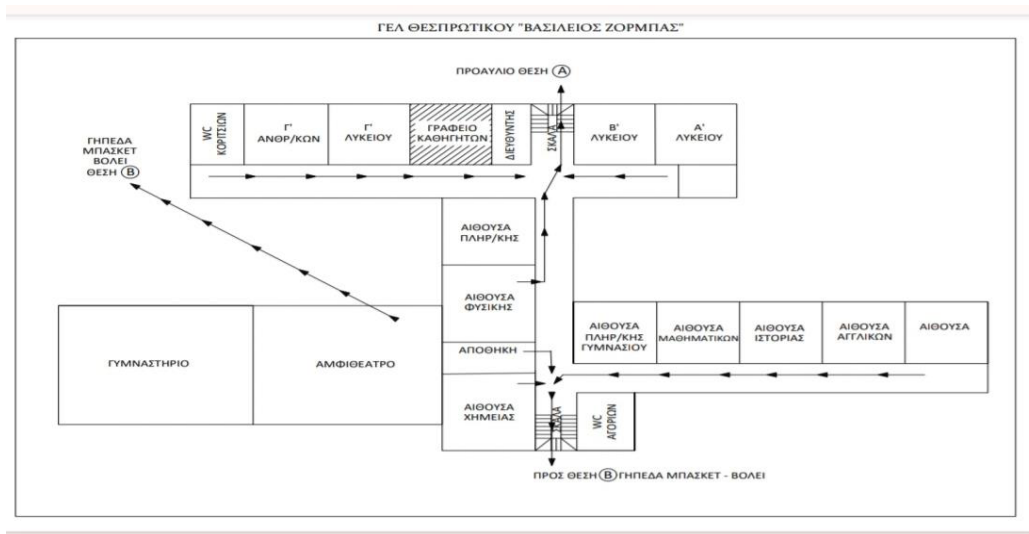 ΓΕΛ ΘΕΣΠΡΩΤΙΚΟΥ "ΒΑΣΙΛΕΙΟΣ ΖΟΡΜΠΑΣ"
ΠΡΟΑΥΛΙΟ ΘΕΣΗ Α
WC
ΚΟΡΙΤΣΙΩΝ
Γ'
ΑΝΘΡ/ΚΩΝ
Γ'
ΛΥΚΕΙΟΥ
ΓΡΑΦΕΙΟ
ΚΑΘΗΓΗΤΩΝ
ΔΙΕΥΘΥΝΤΗΣ
ΣΚΑΛΑ
Β'
ΛΥΚΕΙΟΥ
Α'
ΛΥΚΕΙΟΥ
ΓΗΠΕΔΑ
ΜΠΑΣΚΕΤ
ΒΟΛΕΙ
ΘΕΣΗ Β
ΑΙΘΟΥΣΑ
ΠΛΗΡ/ΚΗΣ
ΑΙΘΟΥΣΑ
ΦΥΣΙΚΗΣ
ΑΠΟΘΗΚΗ
ΑΙΘΟΥΣΑ
ΧΗΜΕΙΑΣ
ΓΥΜΝΑΣΤΗΡΙΟ
ΑΜΦΙΘΕΑΤΡΟ
ΑΙΘΟΥΣΑ
ΠΛΗΡ/ΚΗΣ
ΓΥΜΝΑΣΙΟΥ
ΑΙΘΟΥΣΑ
ΜΑΘΗΜΑΤΙΚΩΝ
ΑΙΘΟΥΣΑ
ΙΣΤΟΡΙΑΣ
ΑΙΘΟΥΣΑ
ΑΓΓΛΙΚΩΝ
ΑΙΘΟΥΣΑ
ΣΚΑΛΑ
WC
ΑΓΟΡΙΩΝ
ΠΡΟΣ ΘΕΣΗ Β ΓΗΠΕΔΑ ΜΠΑΣΚΕΤ - ΒΟΛΕΙ